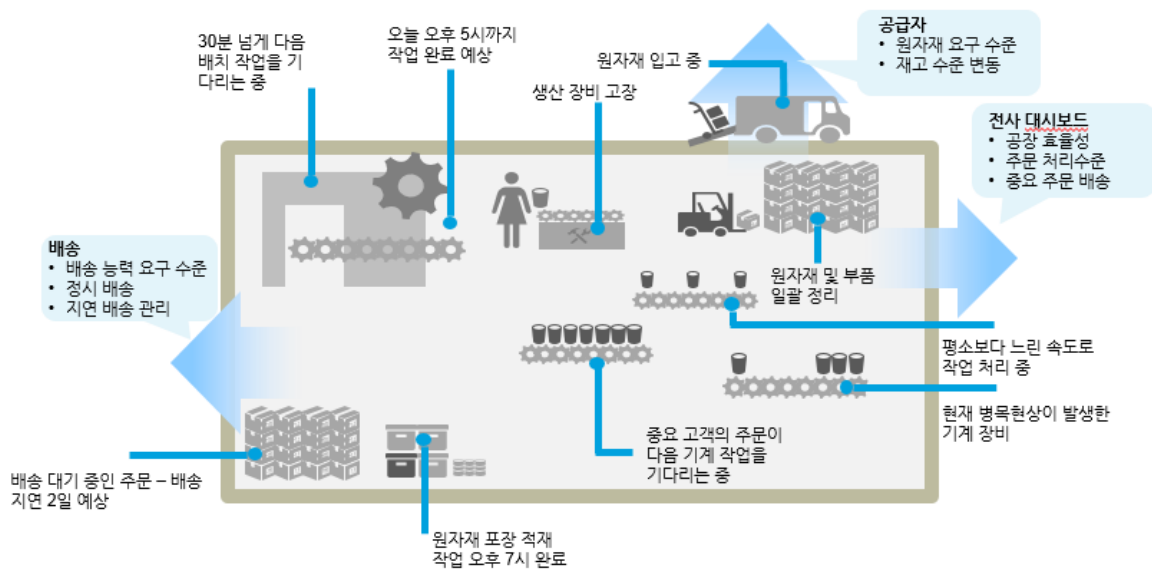 30분 넘게 다음
배치 작업을 기
다리는 중
오늘 오후 5시까지
작업 완료 예상
생산 장비 고장
원자재 입고 중
공급자
• 원자재 요구 수준
• 재고 수준 변동
전사 대시보드
• 공장 효율성
• 주문 처리수준
• 중요 주문 배송
배송
• 배송 능력 요구 수준
• 정시 배송
• 지연 배송 관리
원자재 및 부품
일괄 정리
평소보다 느린 속도로
작업 처리 중
현재 병목현상이 발생한
기계 장비
중요 고객의 주문이
다음 기계 작업을
기다리는 중
배송 대기 중인 주문 – 배송
지연 2일 예상
원자재 포장 적재
작업 오후 7시 완료